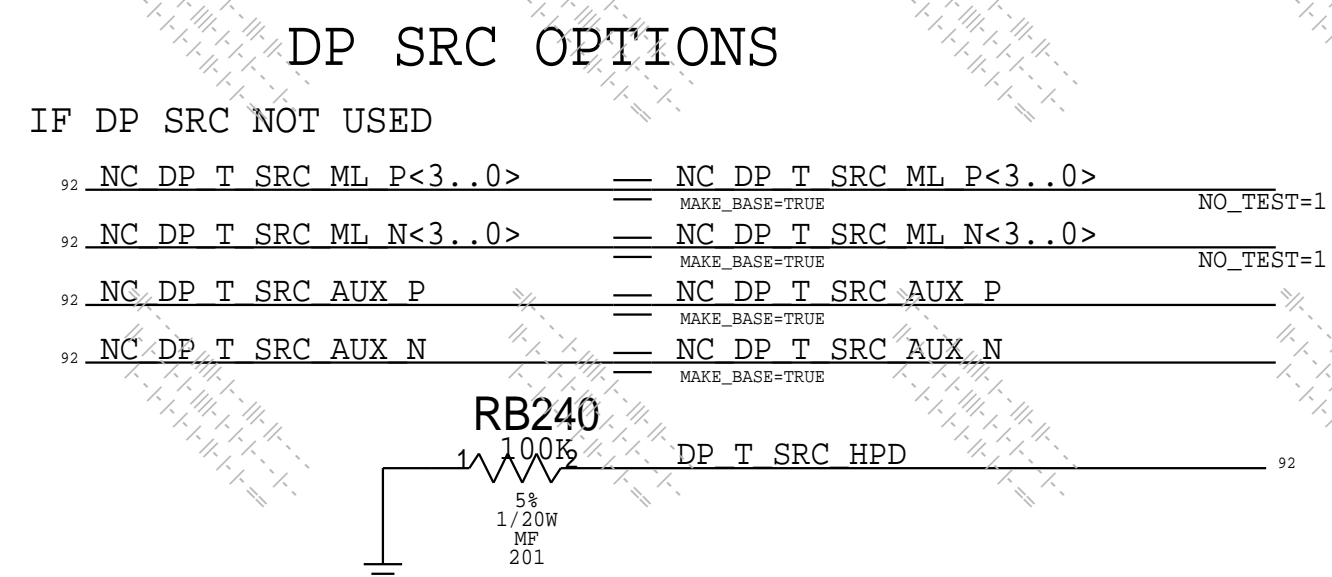 DP SRC OPTIONS
IF DP SRC NOT USED
92 NC_DP_T_SRC_ML_P<3..0> NC_DP_T_SRC_ML_P<3..0>
MAKE_BASE=TRUE NO_TEST=1
92 NC_DP_T_SRC_ML_N<3..0> NC_DP_T_SRC_ML_N<3..0>
MAKE_BASE=TRUE NO_TEST=1
92 NC_DP_T_SRC_AUX_P NC_DP_T_SRC_AUX_P
MAKE_BASE=TRUE
92 NC_DP_T_SRC_AUX_N NC_DP_T_SRC_AUX_N
MAKE_BASE=TRUE
RB240
1 100K 2 DP_T_SRC_HPD 92
5%
1/20W
MF
201